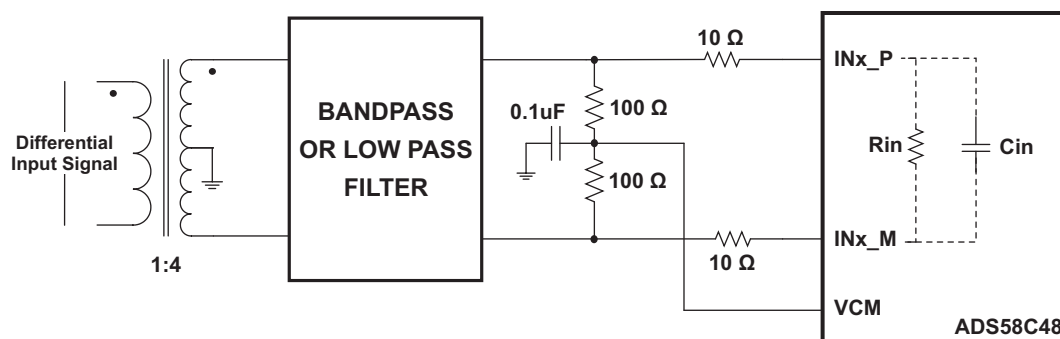 Differential
Input Signal
1:4
BANDPASS
OR LOW PASS
FILTER
0.1uF
100 Ω
100 Ω
10 Ω
10 Ω
INx_P
Rin
Cin
INx_M
VCM
ADS58C48